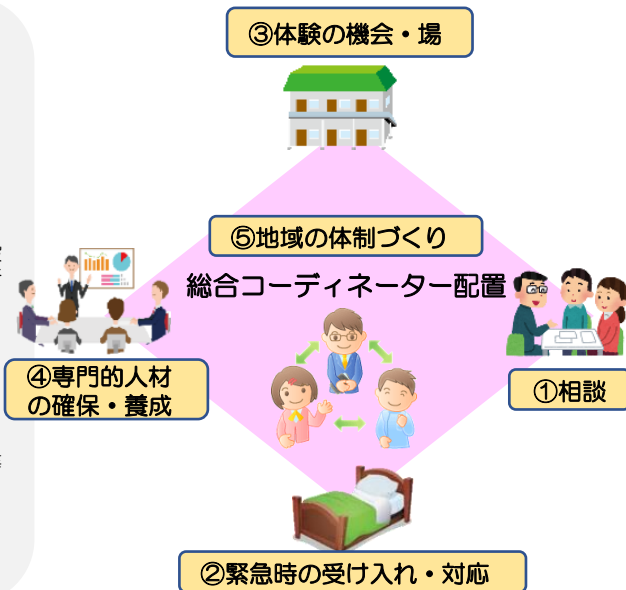 ③体験の機会・場
⑤地域の体制づくり
総合コーディネーター配置
④専門的人材
の確保・養成
①相談
②緊急時の受け入れ・対応